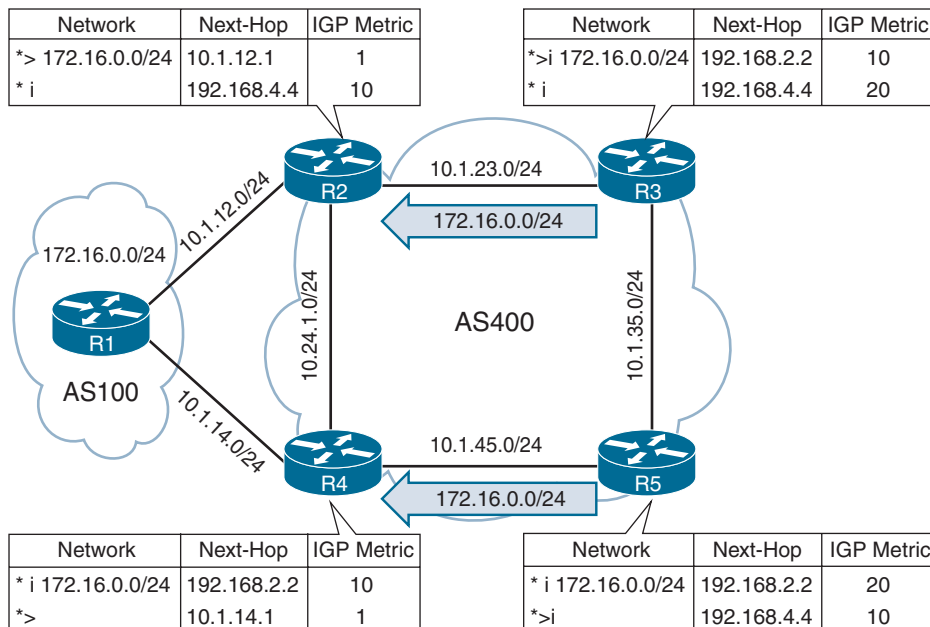 Network Next-Hop IGP Metric
*> 172.16.0.0/24 10.1.12.1 1
* i 192.168.4.4 10
Network Next-Hop IGP Metric
*>i 172.16.0.0/24 192.168.2.2 10
* i 192.168.4.4 20
R2
10.1.23.0/24
R3
172.16.0.0/24
10.1.12.0/24
172.16.0.0/24
R1
AS100
10.24.1.0/24
AS400
10.1.35.0/24
10.1.14.0/24
R4
10.1.45.0/24
R5
172.16.0.0/24
Network Next-Hop IGP Metric
* i 172.16.0.0/24 192.168.2.2 10
*> 10.1.14.1 1
Network Next-Hop IGP Metric
* i 172.16.0.0/24 192.168.2.2 20
*>i 192.168.4.4 10